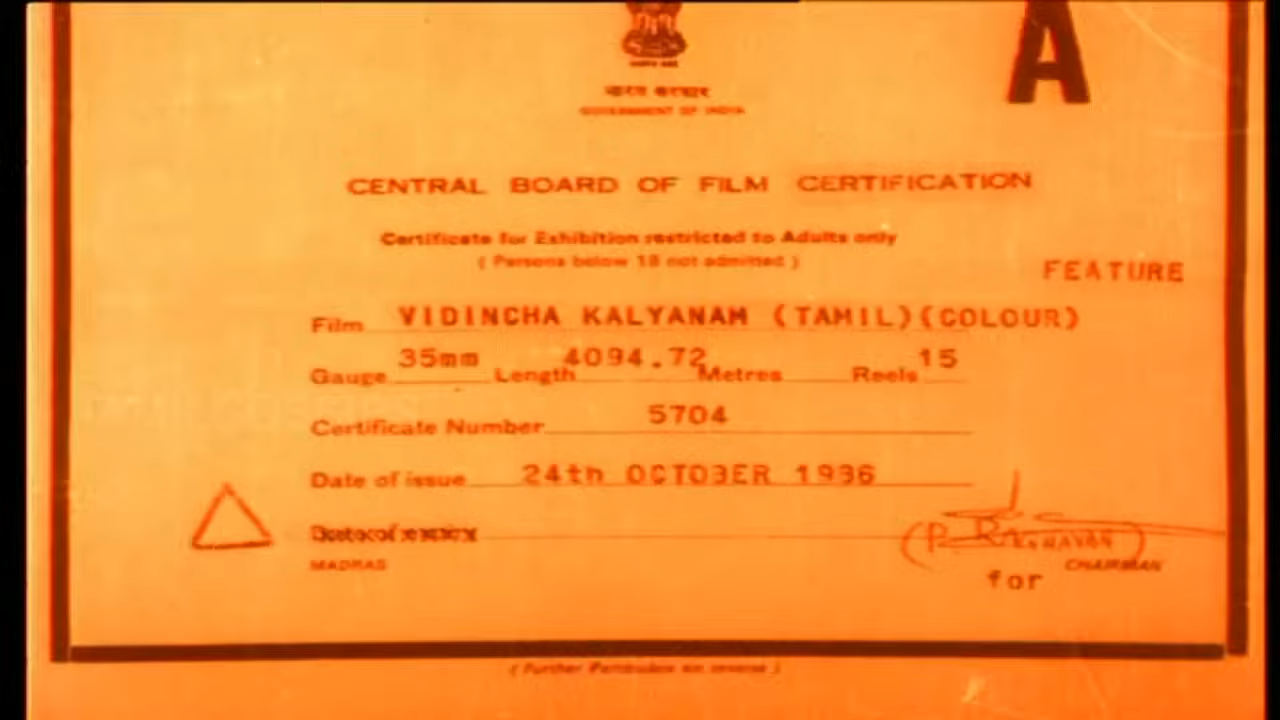 A
भारत सरकार
GOVERNMENT OF INDIA
CENTRAL BOARD OF FILM CERTIFICATION
Certificate for Exhibition restricted to Adults only
( Persons below 18 not admitted )
FEATURE
Film VIDINCHA KALYANAM (TAMIL)(COLOUR)
Gauge 35mm Length 4094.72 Metres Reels 15
Certificate Number 5704
Date of issue 24th OCTOBER 1986
MADRAS
for CHAIRMAN
( Further Particulars on reverse )